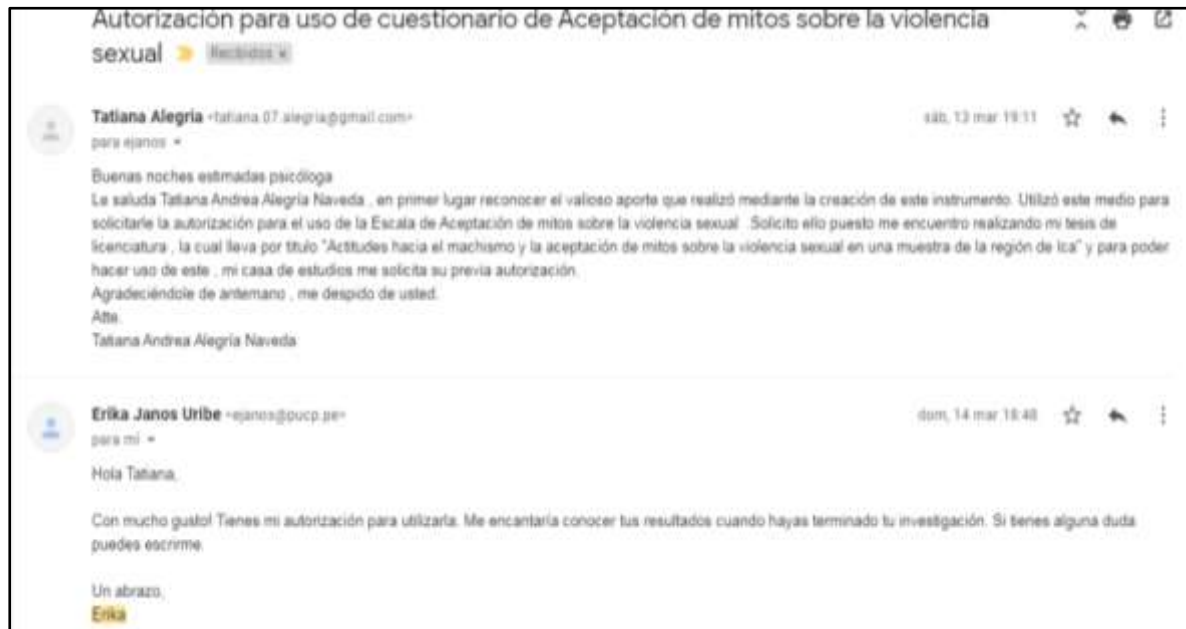 Autorización para uso de cuestionario de Aceptación de mitos sobre la violencia
sexual Recibidos x
Tatiana Alegria <tatiana.07.alegria@gmail.com> sáb, 13 mar 19:11
para ejanos
Buenas noches estimadas psicóloga
Le saluda Tatiana Andrea Alegría Naveda , en primer lugar reconocer el valioso aporte que realizó mediante la creación de este instrumento. Utilizó este medio para
solicitarle la autorización para el uso de la Escala de Aceptación de mitos sobre la violencia sexual .Solicito ello puesto me encuentro realizando mi tesis de
licenciatura , la cual lleva por título "Actitudes hacia el machismo y la aceptación de mitos sobre la violencia sexual en una muestra de la región de Ica" y para poder
hacer uso de este , mi casa de estudios me solicita su previa autorización.
Agradeciéndole de antemano , me despido de usted.
Atte.
Tatiana Andrea Alegría Naveda
Erika Janos Uribe <ejanos@pucp.pe> dom, 14 mar 18:48
para mí
Hola Tatiana,
Con mucho gusto! Tienes mi autorización para utilizarla. Me encantaría conocer tus resultados cuando hayas terminado tu investigación. Si tienes alguna duda
puedes escrirme.
Un abrazo,
Erika